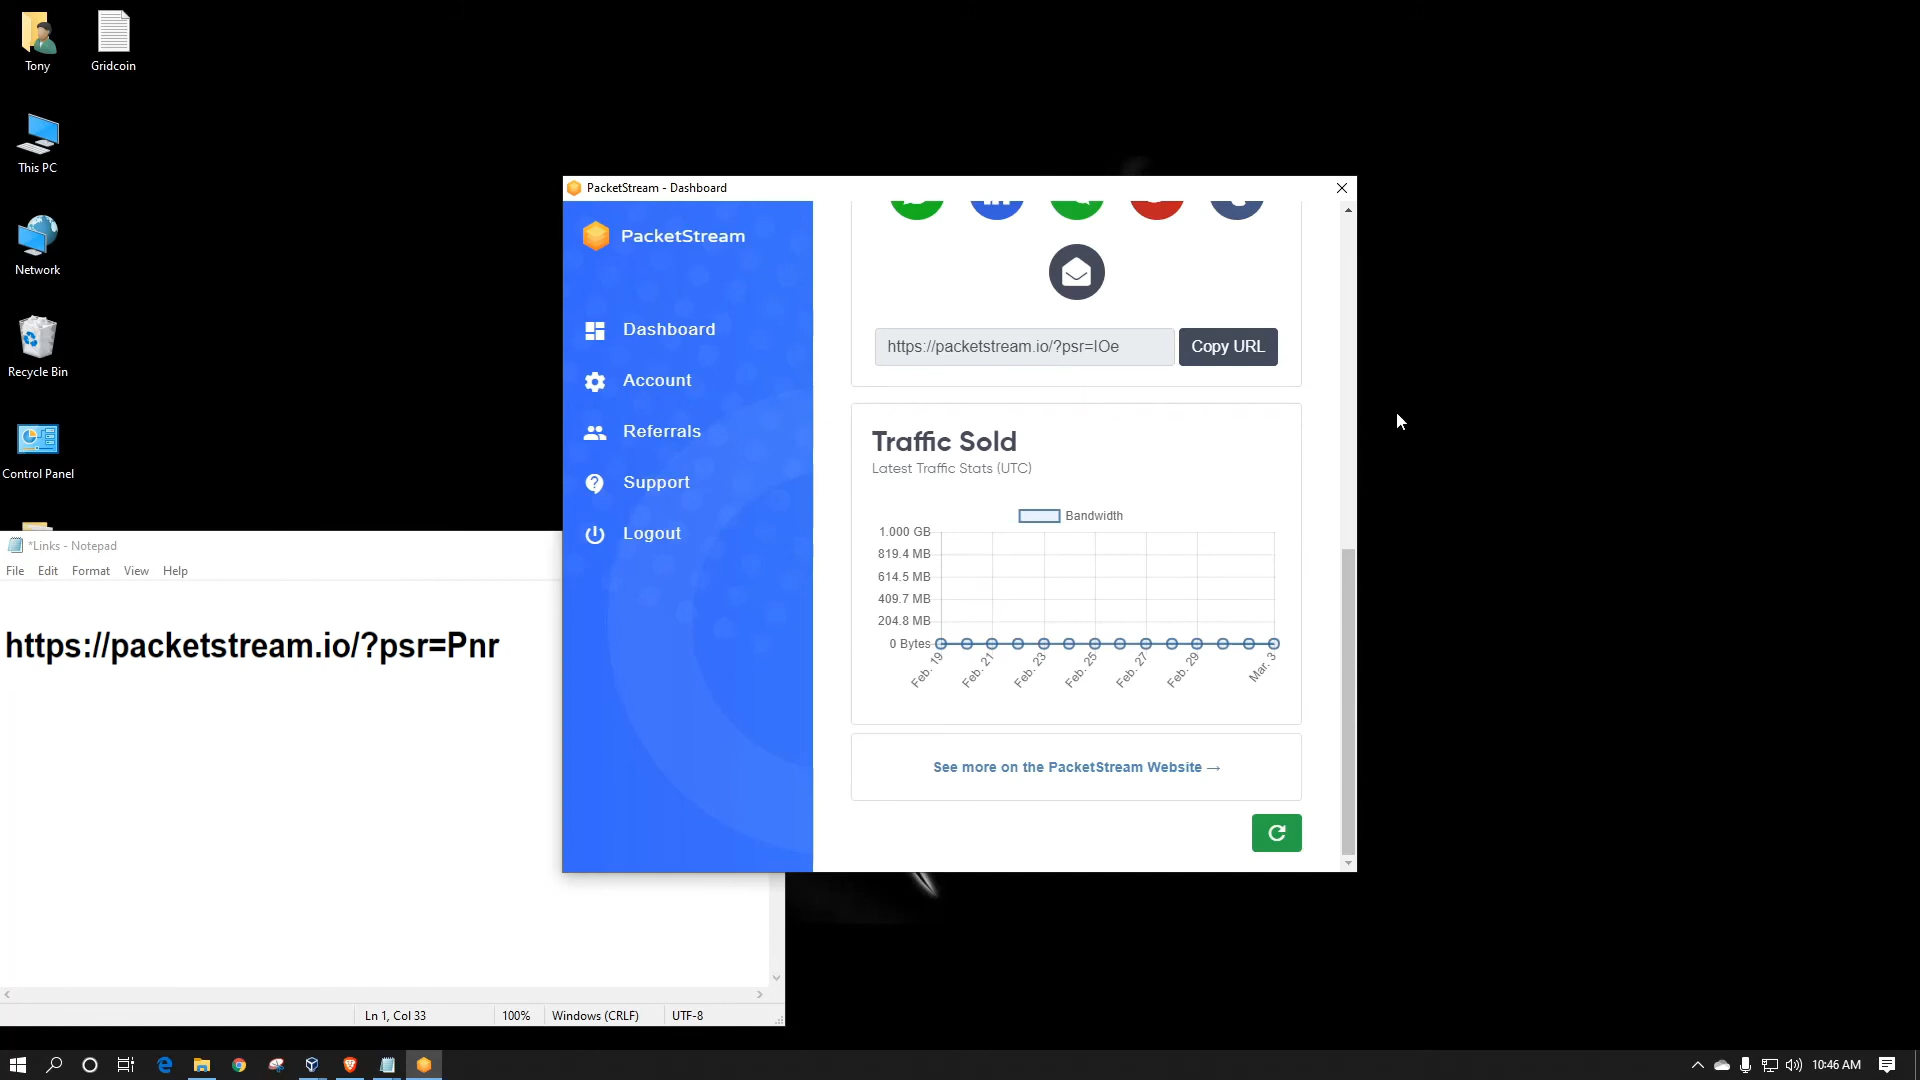 Tony
Gridcoin
This PC
Network
Recycle Bin
Control Panel
PacketStream - Dashboard
PacketStream
Dashboard
Account
Referrals
Support
Logout
https://packetstream.io/?psr=IOe
Copy URL
Traffic Sold
Latest Traffic Stats (UTC)
Bandwidth
1.000 GB
819.4 MB
614.5 MB
409.7 MB
204.8 MB
0 Bytes
Feb. 19
Feb. 21
Feb. 23
Feb. 25
Feb. 27
Feb. 29
Mar. 3
See more on the PacketStream Website →
*Links - Notepad
File Edit Format View Help
https://packetstream.io/?psr=Pnr
Ln 1, Col 33
100%
Windows (CRLF)
UTF-8
10:46 AM